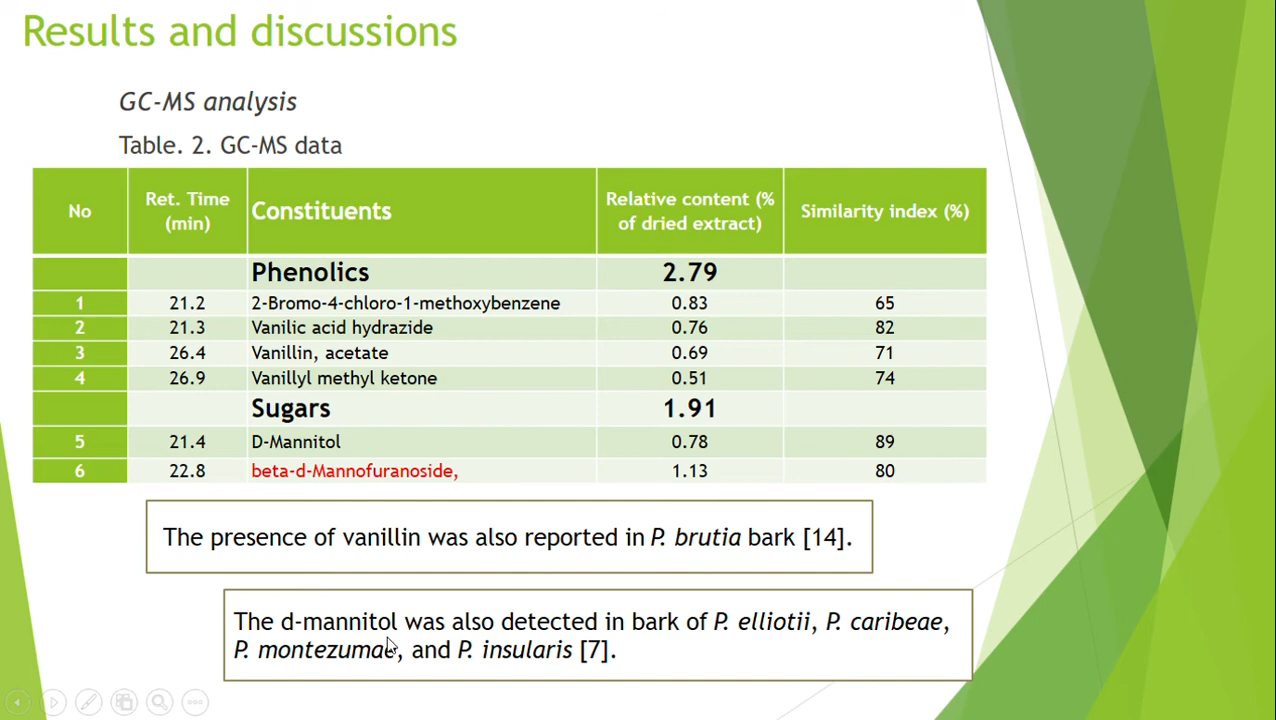 Results and discussions
GC-MS analysis
Table. 2. GC-MS data
No Ret. Time (min) Constituents Relative content (% of dried extract) Similarity index (%)
Phenolics 2.79
1 21.2 2-Bromo-4-chloro-1-methoxybenzene 0.83 65
2 21.3 Vanilic acid hydrazide 0.76 82
3 26.4 Vanillin, acetate 0.69 71
4 26.9 Vanillyl methyl ketone 0.51 74
Sugars 1.91
5 21.4 D-Mannitol 0.78 89
6 22.8 beta-d-Mannofuranoside, 1.13 80
The presence of vanillin was also reported in P. brutia bark [14].
The d-mannitol was also detected in bark of P. elliotii, P. caribeae,
P. montezumae, and P. insularis [7].